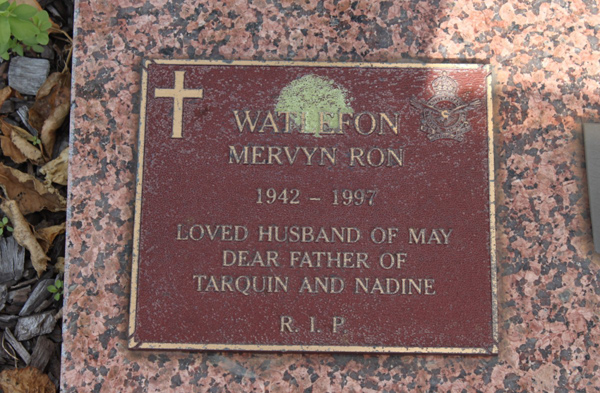 MERVYN RON
1942 – 1997
LOVED HUSBAND OF MAY
DEAR FATHER OF
TARQUIN AND NADINE
R. I. P.